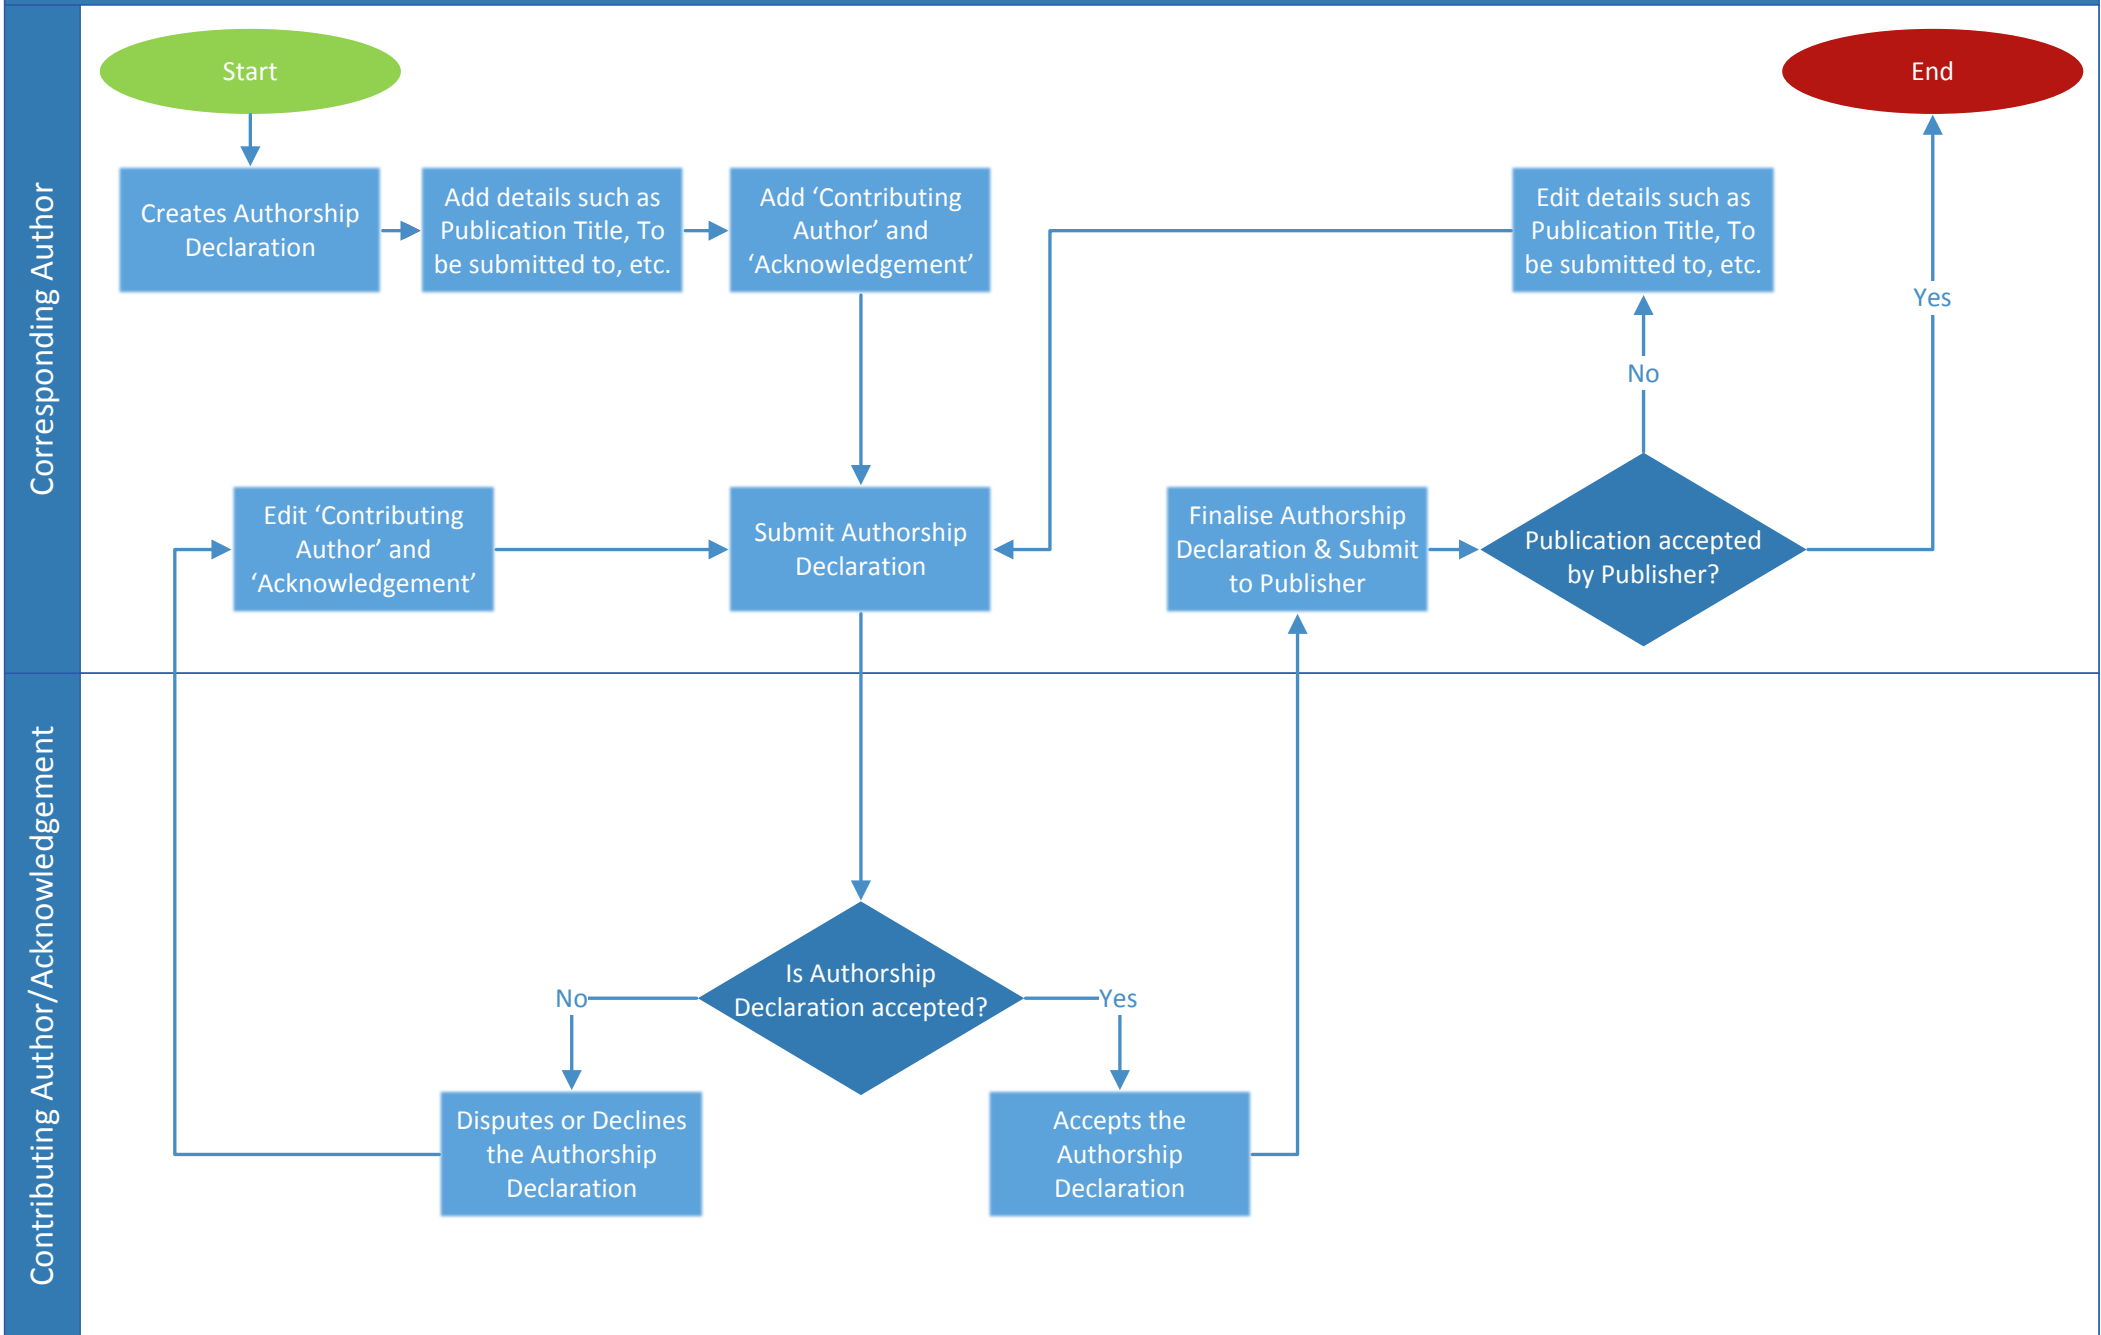 Start
End
Corresponding Author
Creates Authorship
Declaration
Add details such as
Publication Title, To
be submitted to, etc.
Add ‘Contributing
Author’ and
‘Acknowledgement’
Edit details such as
Publication Title, To
be submitted to, etc.
Yes
No
Edit ‘Contributing
Author’ and
‘Acknowledgement’
Submit Authorship
Declaration
Finalise Authorship
Declaration & Submit
to Publisher
Publication accepted
by Publisher?
Contributing Author/Acknowledgement
Is Authorship
Declaration accepted?
No
Yes
Disputes or Declines
the Authorship
Declaration
Accepts the
Authorship
Declaration